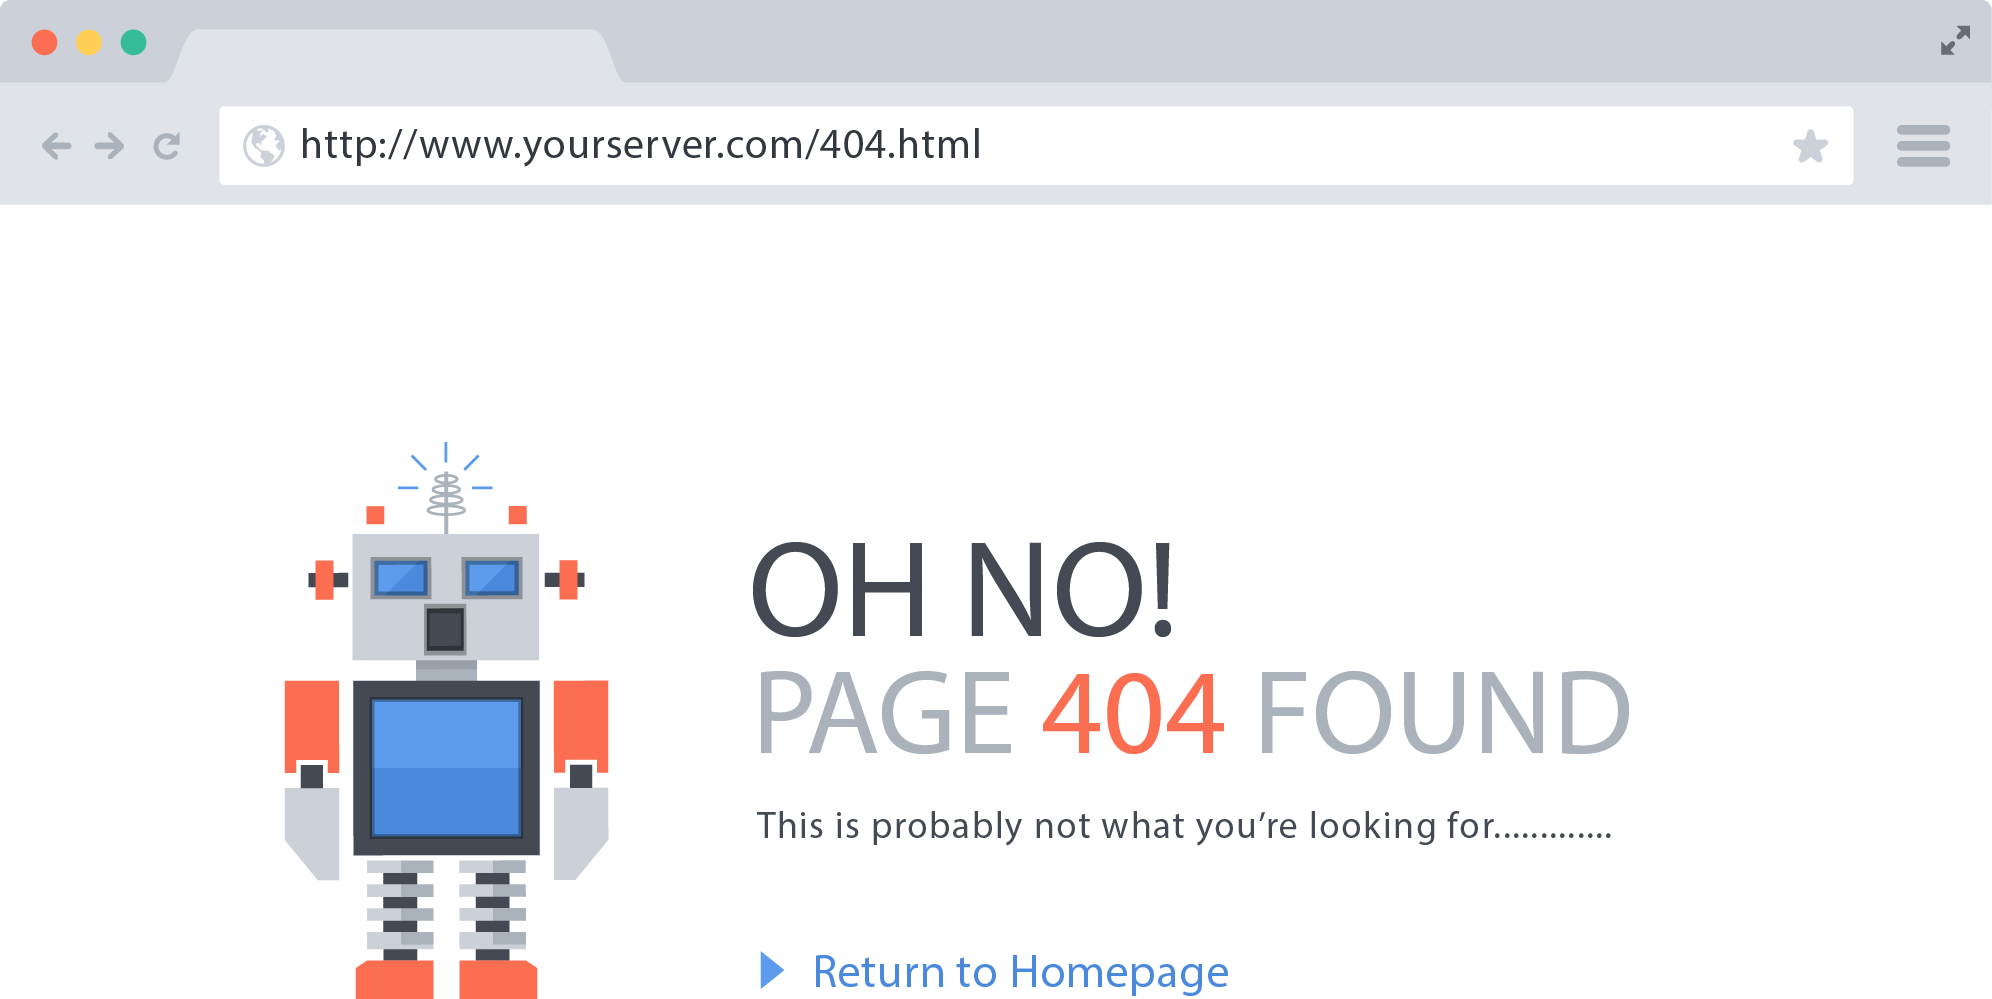 http://www.yourserver.com/404.html
OH NO!
PAGE 404 FOUND
This is probably not what you’re looking for.............
Return to Homepage